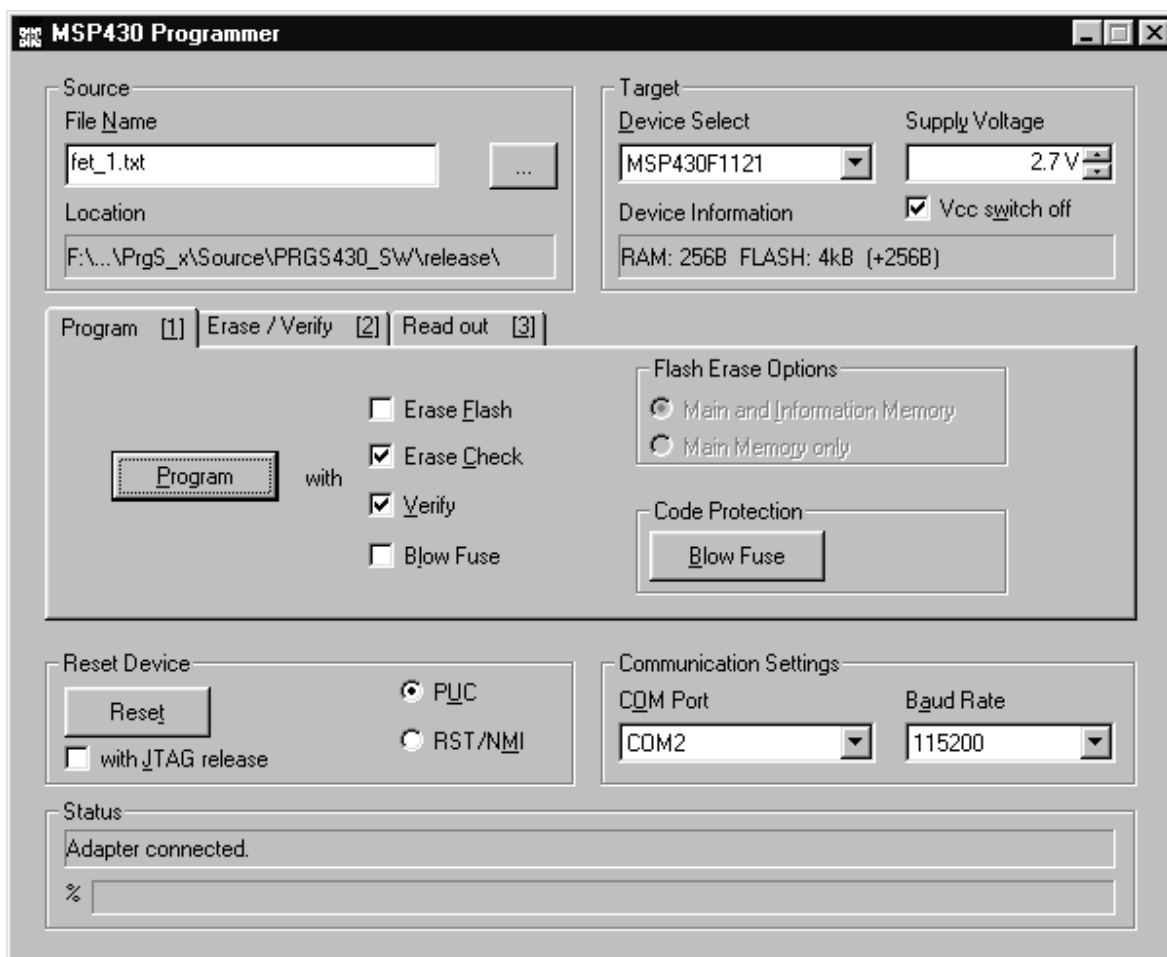 MSP430 Programmer
Source
File Name
fet_1.txt
...
Location
F:\...\PrgS_x\Source\PRGS430_SW\release\
Target
Device Select
Supply Voltage
MSP430F1121
2.7 V
Device Information
Vcc switch off
RAM: 256B FLASH: 4kB (+256B)
Program [1]
Erase / Verify [2]
Read out [3]
Program
with
Erase Flash
Erase Check
Verify
Blow Fuse
Flash Erase Options
Main and Information Memory
Main Memory only
Code Protection
Blow Fuse
Reset Device
Reset
with JTAG release
PUC
RST/NMI
Communication Settings
COM Port
Baud Rate
COM2
115200
Status
Adapter connected.
%